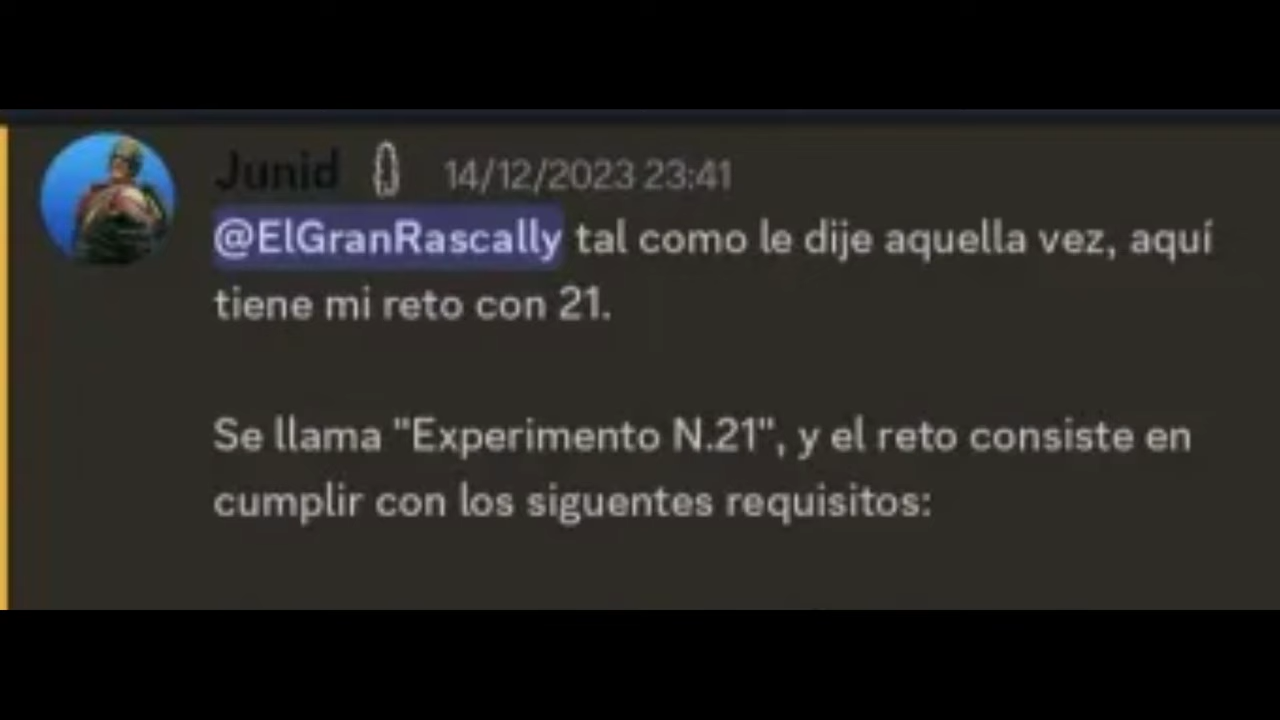 Junid 14/12/2023 23:41
@ElGranRascally tal como le dije aquella vez, aquí
tiene mi reto con 21.
Se llama "Experimento N.21", y el reto consiste en
cumplir con los siguentes requisitos: